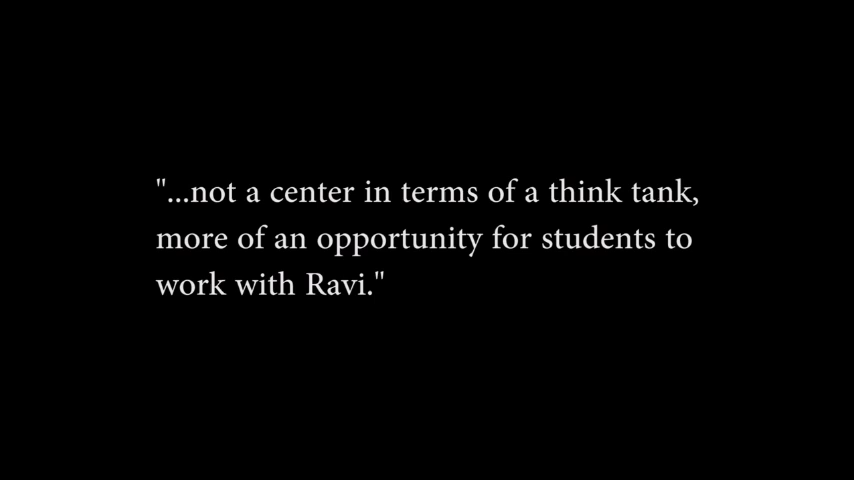 "...not a center in terms of a think tank,
more of an opportunity for students to
work with Ravi."